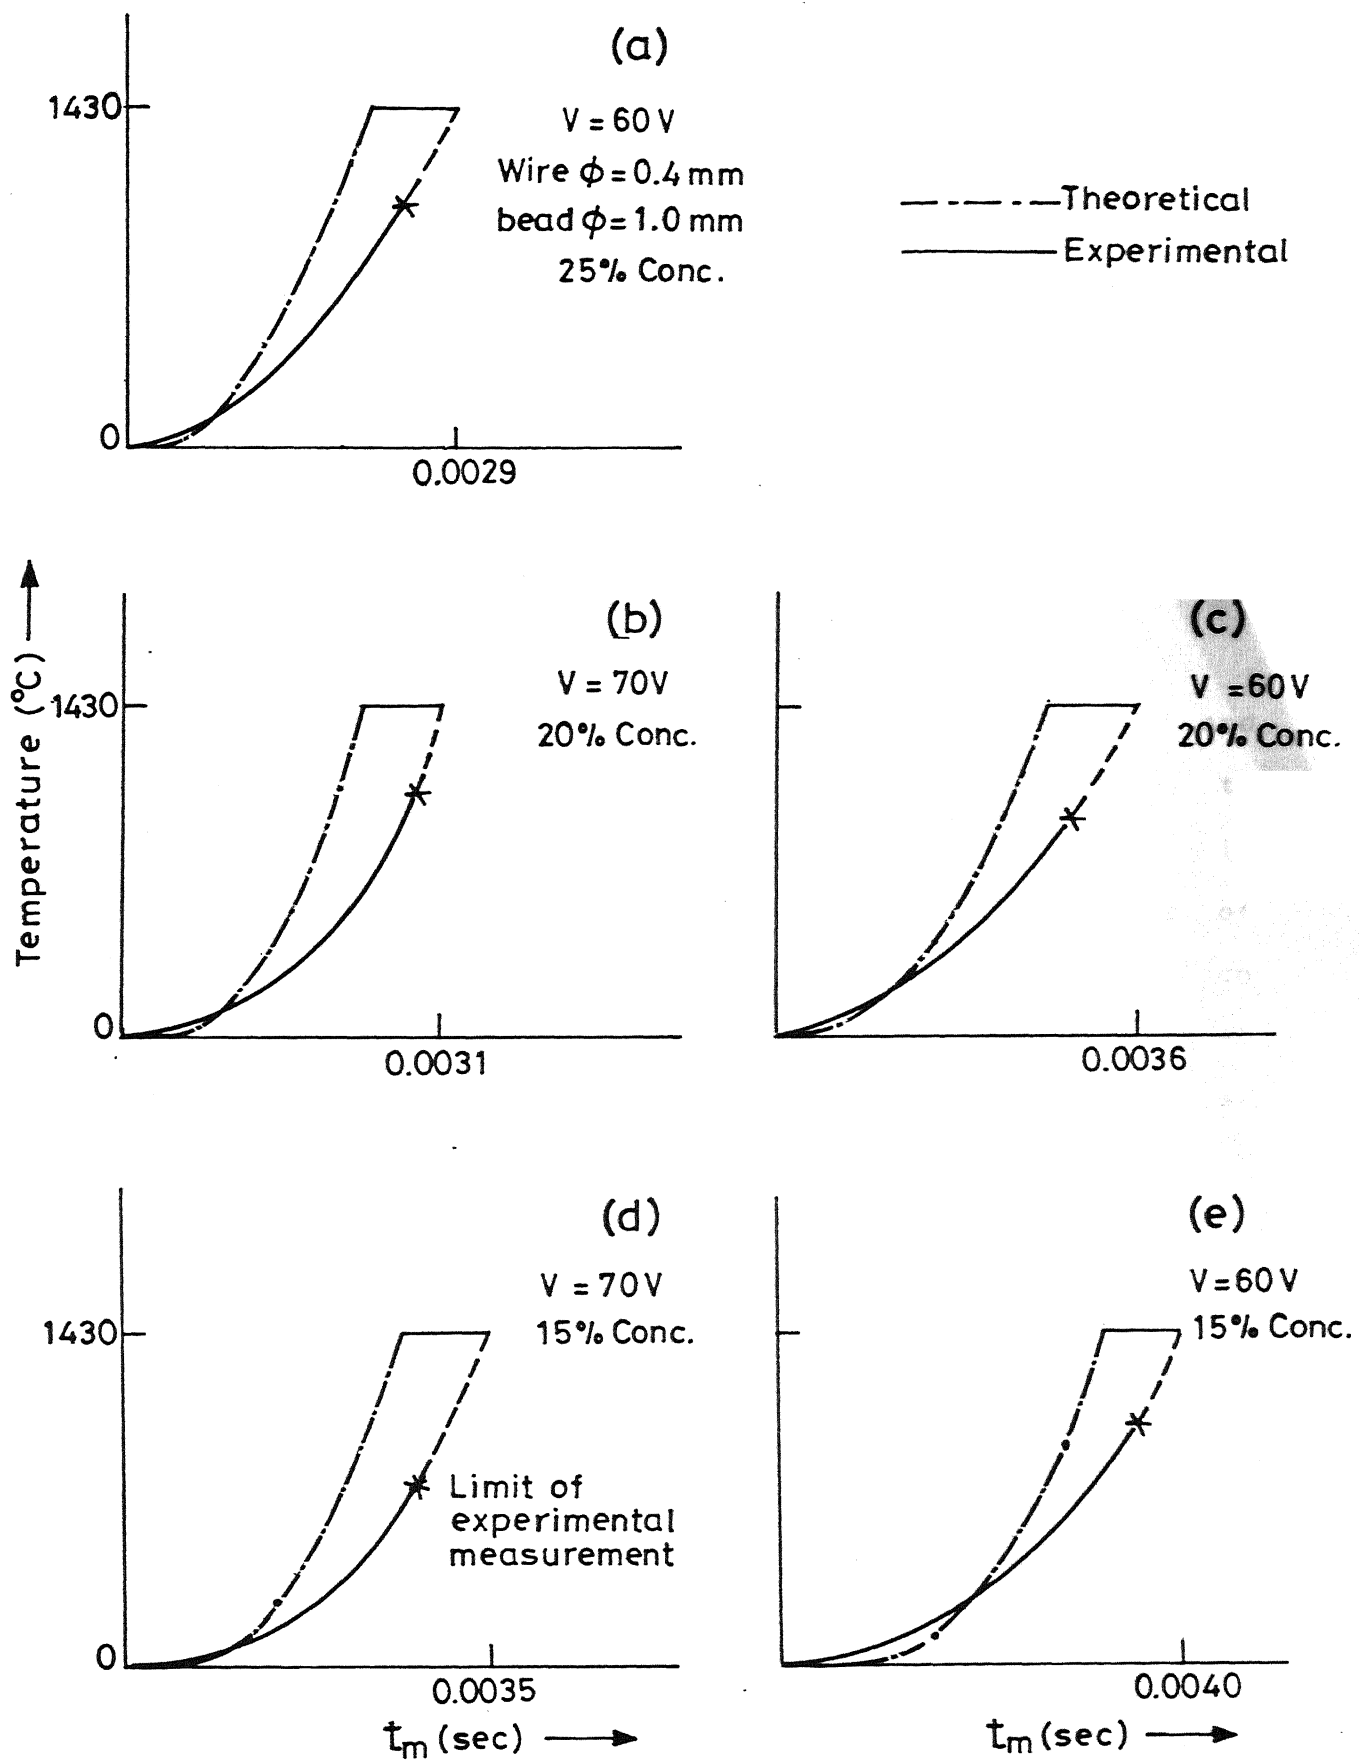 (a)
1430
V = 60 V
Wire ϕ = 0.4 mm
bead ϕ = 1.0 mm
25% Conc.
Theoretical
Experimental
0
0.0029
Temperature (°C)
(b)
V = 70V
20% Conc.
1430
0
0.0031
(c)
V = 60 V
20% Conc.
0.0036
(d)
V = 70 V
15% Conc.
1430
Limit of
experimental
measurement
0
0.0035
tm (sec)
(e)
V = 60 V
15% Conc.
0.0040
tm (sec)